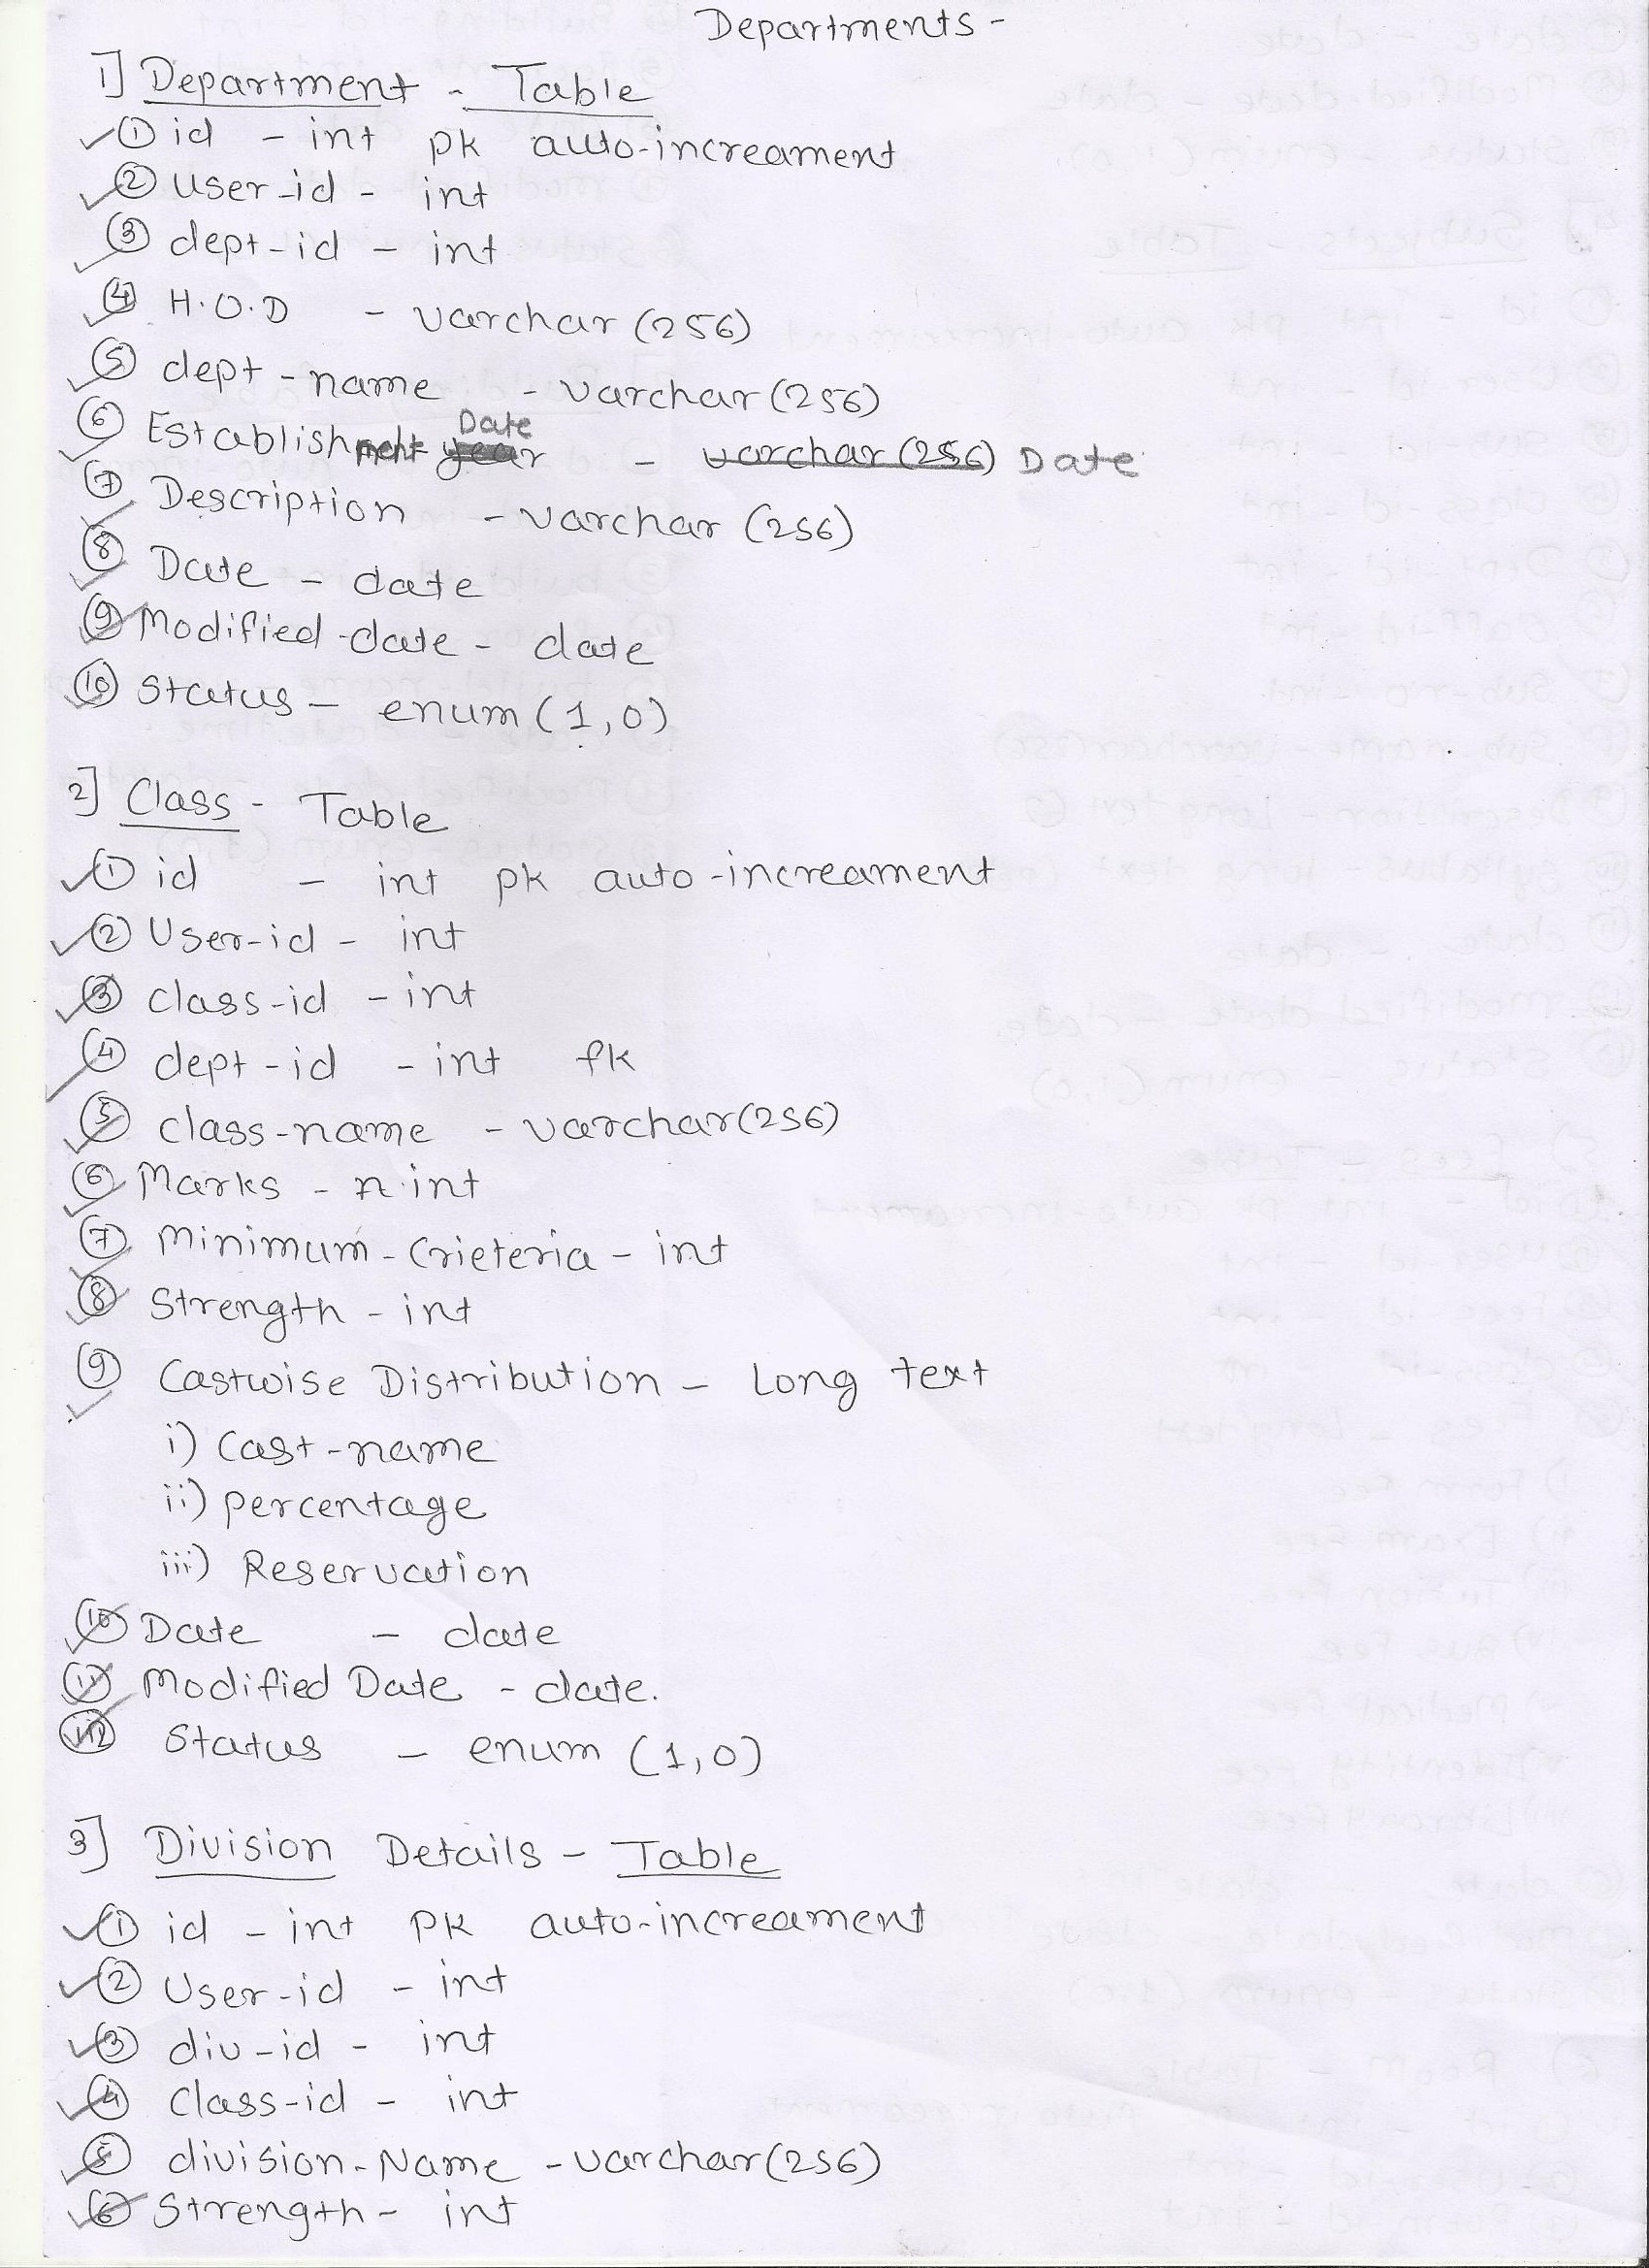 Departments -
1] Department - Table
① id - int pk auto-increament
② user-id - int
③ dept-id - int
④ H.O.D - varchar (256)
⑤ dept-name - varchar (256)
⑥ Establishment Date - varchar (256) Date
⑦ Description - varchar (256)
⑧ Date - date
⑨ Modified-date - date
⑩ Status - enum (1,0)
2] Class - Table
① id - int pk auto-increament
② User-id - int
③ class-id - int
④ dept-id - int fk
⑤ class-name - varchar(256)
⑥ Marks - int
⑦ Minimum-Crieteria - int
⑧ Strength - int
⑨ Castwise Distribution - Long text
i) Cast-name
ii) percentage
iii) Reservation
⑩ Date - date
⑪ Modified Date - date.
⑫ Status - enum (1,0)
3] Division Details - Table
① id - int PK auto-increament
② User-id - int
③ div-id - int
④ Class-id - int
⑤ division-Name - varchar(256)
⑥ Strength - int